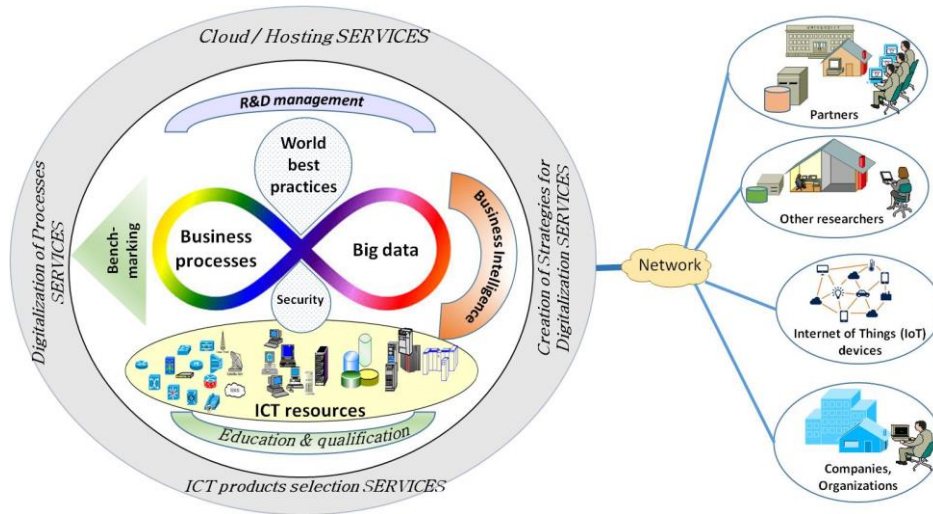 Cloud / Hosting SERVICES
R&D management
World
best
practices
Digitalization of Processes
SERVICES
Bench-
marking
Business
processes
Big data
Business Intelligence
Creation of Strategies for
Digitalization SERVICES
Security
ICT resources
Education & qualification
ICT products selection SERVICES
Network
Partners
Other researchers
Internet of Things (IoT)
devices
Companies,
Organizations